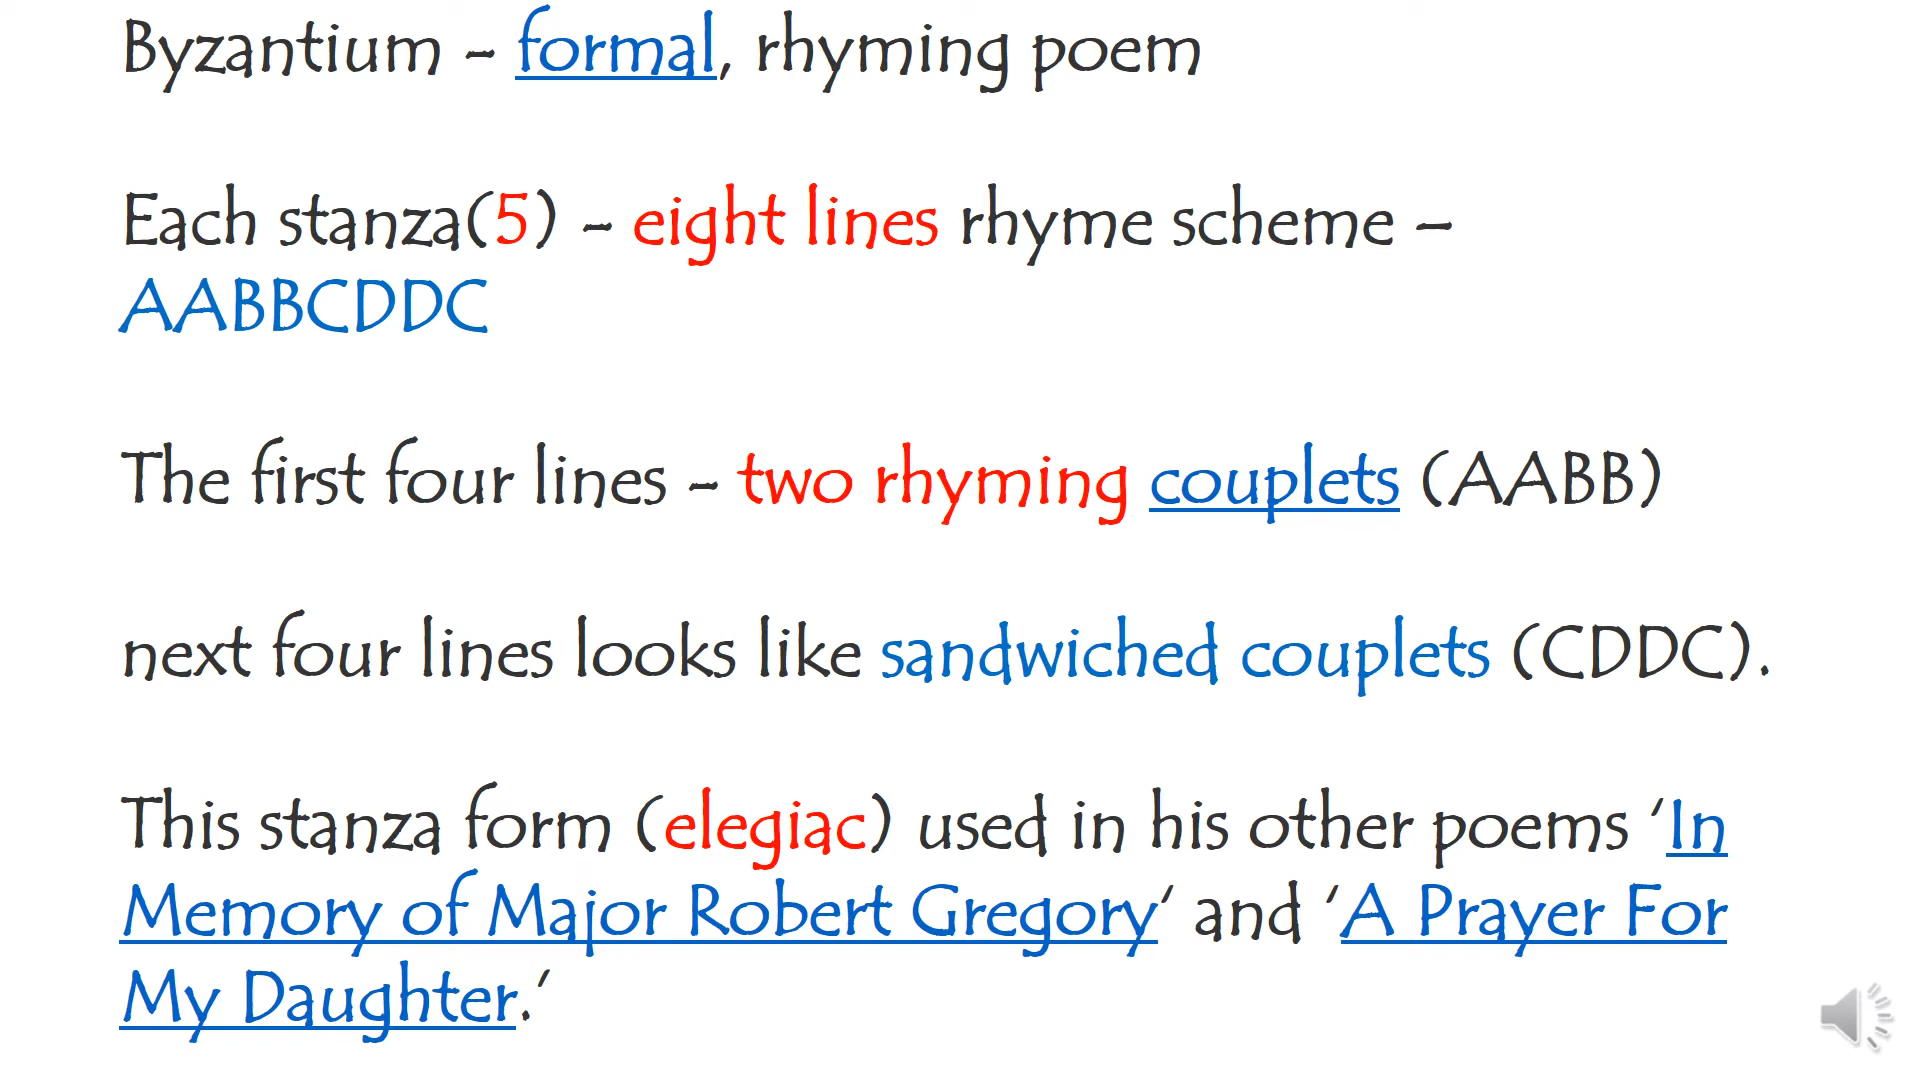 Byzantium - formal, rhyming poem
Each stanza(5) - eight lines rhyme scheme –
AABBCDDC
The first four lines - two rhyming couplets (AABB)
next four lines looks like sandwiched couplets (CDDC).
This stanza form (elegiac) used in his other poems ‘In
Memory of Major Robert Gregory‘ and ‘A Prayer For
My Daughter.‘